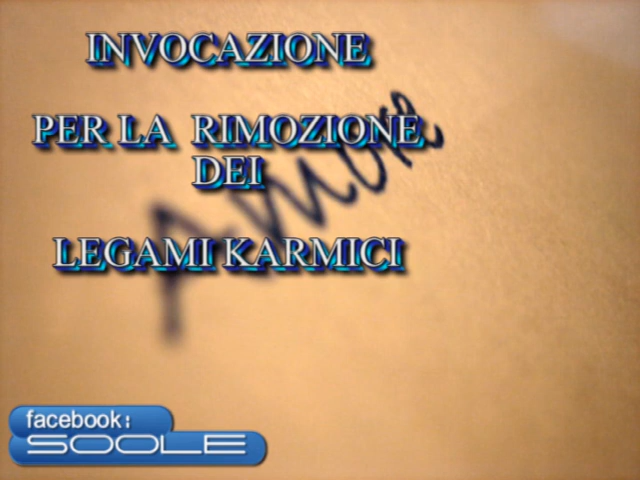 INVOCAZIONE
PER LA RIMOZIONE
DEI
LEGAMI KARMICI
Amore
facebook:
SOOLE